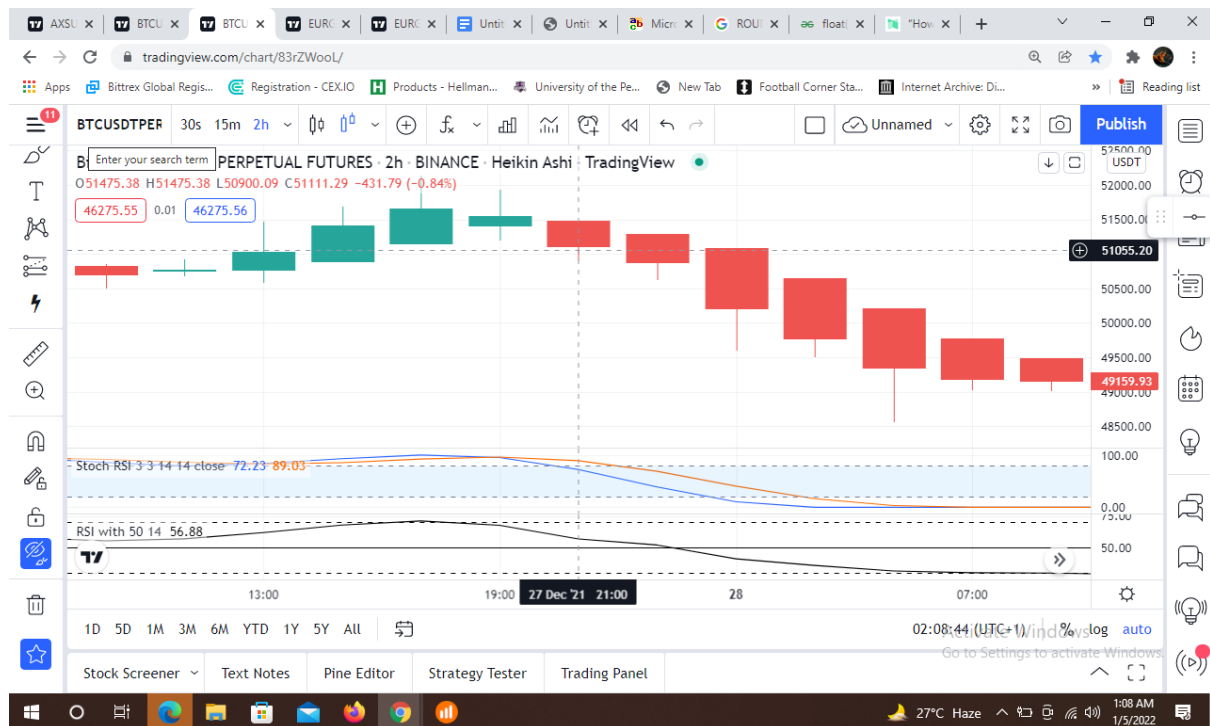 AXSU
BTCU
BTCU
EURC
EURC
Untit
Untit
Micro
ROUI
float(
"How
tradingview.com/chart/83rZWooL/
Apps
Bittrex Global Regis...
Registration - CEX.IO
Products - Hellman...
University of the Pe...
New Tab
Football Corner Sta...
Internet Archive: Di...
»
Reading list
11
BTCUSDTPER
30s 15m 2h
Unnamed
Publish
Enter your search term
PERPETUAL FUTURES · 2h · BINANCE · Heikin Ashi · TradingView
O51475.38 H51475.38 L50900.09 C51111.29 −431.79 (−0.84%)
46275.55 0.01 46275.56
52500.00
USDT
52000.00
51500.00
51055.20
50500.00
50000.00
49500.00
49159.93
49000.00
48500.00
Stoch RSI 3 3 14 14 close 72.23 89.03
100.00
0.00
RSI with 50 14 56.88
75.00
50.00
13:00
19:00
27 Dec '21 21:00
28
07:00
1D 5D 1M 3M 6M YTD 1Y 5Y All
02:08:44 (UTC+1)
% log auto
Activate Windows
Go to Settings to activate Windows.
Stock Screener
Text Notes
Pine Editor
Strategy Tester
Trading Panel
27°C Haze
1:08 AM
1/5/2022